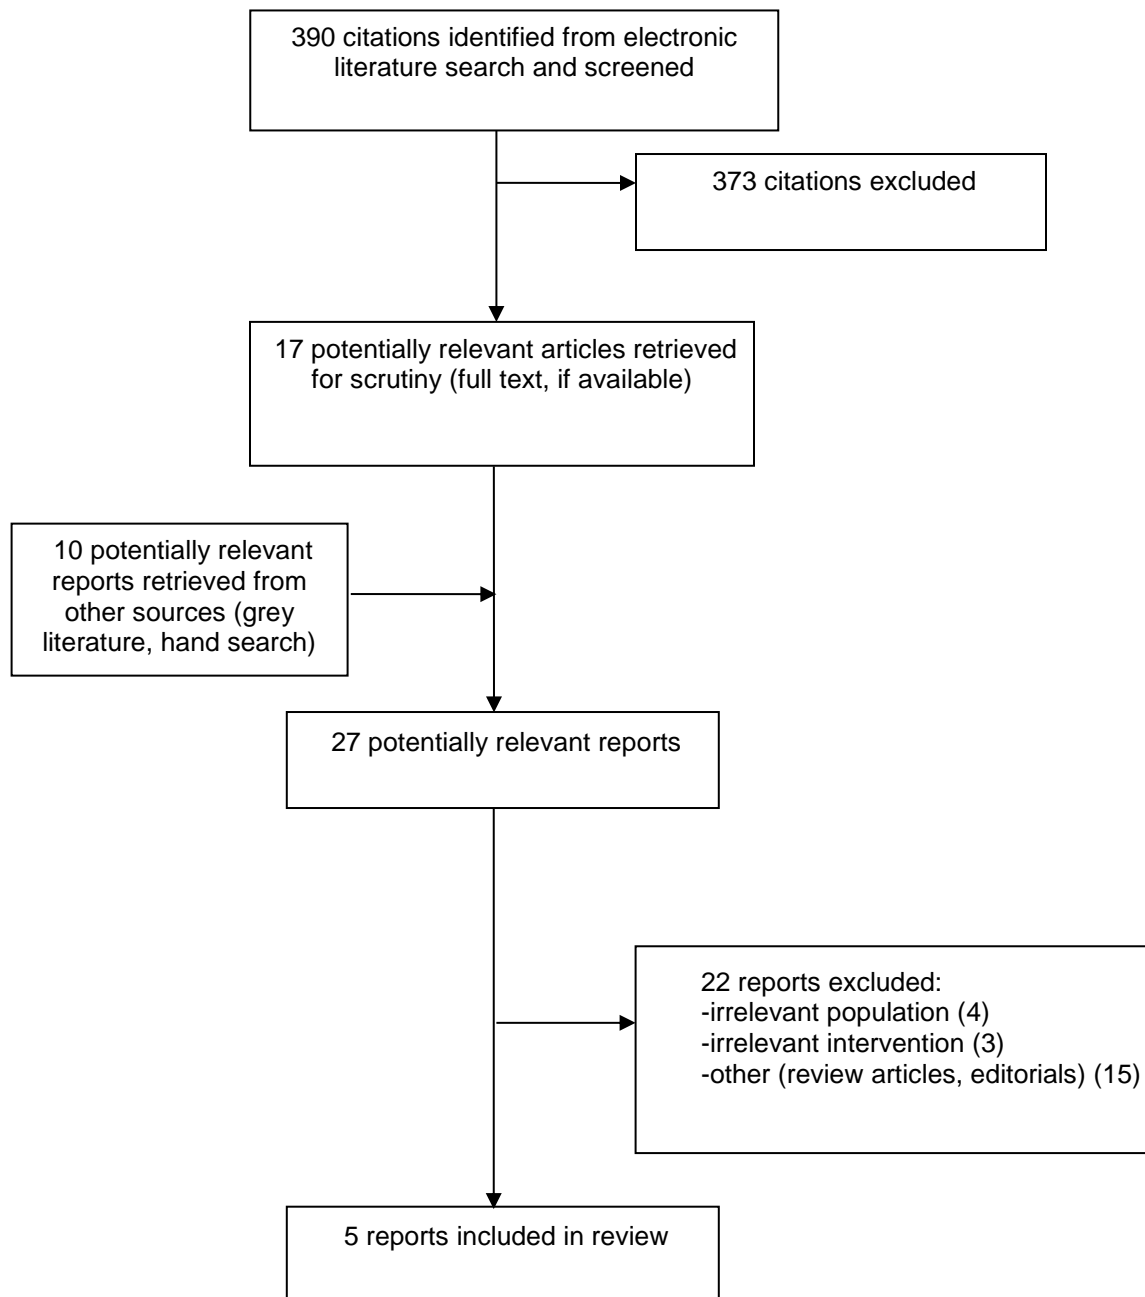 390 citations identified from electronic
literature search and screened
373 citations excluded
17 potentially relevant articles retrieved
for scrutiny (full text, if available)
10 potentially relevant
reports retrieved from
other sources (grey
literature, hand search)
27 potentially relevant reports
22 reports excluded:
-irrelevant population (4)
-irrelevant intervention (3)
-other (review articles, editorials) (15)
5 reports included in review